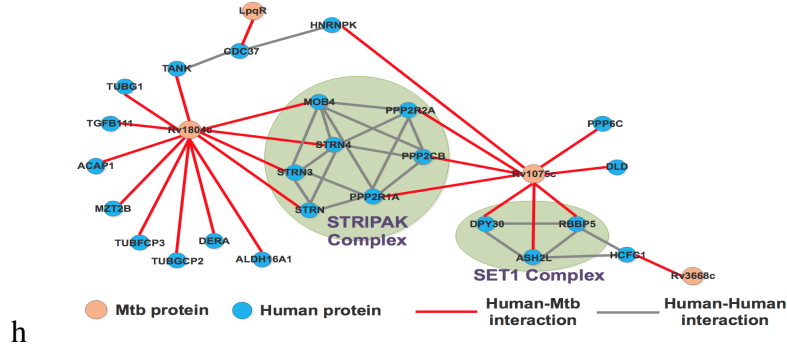 LpqR
HNRNPK
CDC37
TANK
TUBG1
MOB4
PPP2R2A
TGFB1I1
Rv1804c
PPP6C
STRN4
PPP2CB
ACAP1
STRN3
Rv1075c
DLD
PPP2R1A
MZT2B
STRN
DPY30
RBBP5
STRIPAK
Complex
TUBFCP3
DERA
TUBGCP2
ALDH16A1
ASH2L
HCFC1
SET1 Complex
Rv3668c
Mtb protein
Human protein
Human-Mtb
interaction
Human-Human
interaction
h